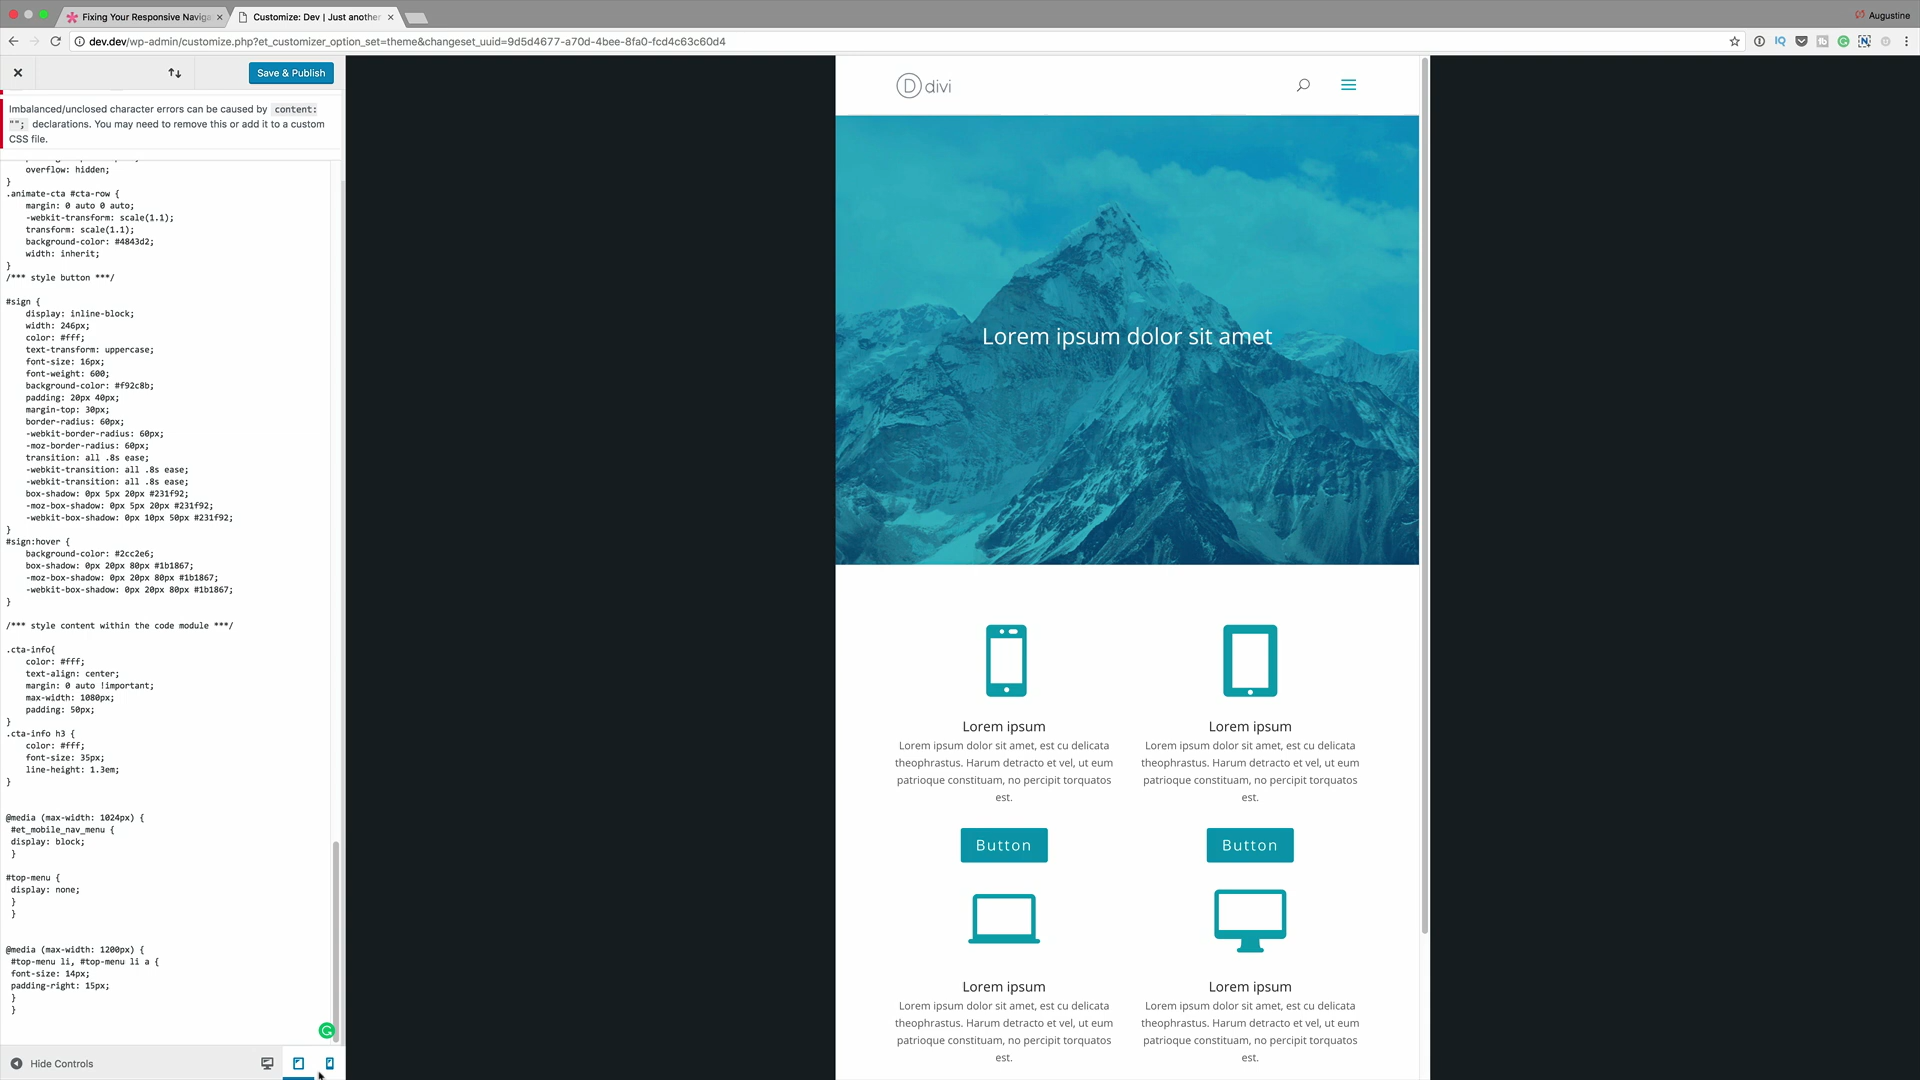 Fixing Your Responsive Naviga
Customize: Dev | Just another
Augustine
dev.dev/wp-admin/customize.php?et_customizer_option_set=theme&changeset_uuid=9d5d4677-a70d-4bee-8fa0-fcd4c63c60d4
Save & Publish
Imbalanced/unclosed character errors can be caused by content:
""; declarations. You may need to remove this or add it to a custom
CSS file.
overflow: hidden;
}
.animate-cta #cta-row {
margin: 0 auto 0 auto;
-webkit-transform: scale(1.1);
transform: scale(1.1);
background-color: #4843d2;
width: inherit;
}
/*** style button ***/
#sign {
display: inline-block;
width: 246px;
color: #fff;
text-transform: uppercase;
font-size: 16px;
font-weight: 600;
background-color: #f92c8b;
padding: 20px 40px;
margin-top: 30px;
border-radius: 60px;
-webkit-border-radius: 60px;
-moz-border-radius: 60px;
transition: all .8s ease;
-webkit-transition: all .8s ease;
-webkit-transition: all .8s ease;
box-shadow: 0px 5px 20px #231f92;
-moz-box-shadow: 0px 5px 20px #231f92;
-webkit-box-shadow: 0px 10px 50px #231f92;
}
#sign:hover {
background-color: #2cc2e6;
box-shadow: 0px 20px 80px #1b1867;
-moz-box-shadow: 0px 20px 80px #1b1867;
-webkit-box-shadow: 0px 20px 80px #1b1867;
}
/*** style content within the code module ***/
.cta-info{
color: #fff;
text-align: center;
margin: 0 auto !important;
max-width: 1080px;
padding: 50px;
}
.cta-info h3 {
color: #fff;
font-size: 35px;
line-height: 1.3em;
}
@media (max-width: 1024px) {
#et_mobile_nav_menu {
display: block;
}
#top-menu {
display: none;
}
}
@media (max-width: 1200px) {
#top-menu li, #top-menu li a {
font-size: 14px;
padding-right: 15px;
}
}
Hide Controls
D divi
Lorem ipsum dolor sit amet
Lorem ipsum
Lorem ipsum dolor sit amet, est cu delicata
theophrastus. Harum detracto et vel, ut eum
patrioque constituam, no percipit torquatos
est.
Button
Lorem ipsum
Lorem ipsum dolor sit amet, est cu delicata
theophrastus. Harum detracto et vel, ut eum
patrioque constituam, no percipit torquatos
est.
Button
Lorem ipsum
Lorem ipsum dolor sit amet, est cu delicata
theophrastus. Harum detracto et vel, ut eum
patrioque constituam, no percipit torquatos
est.
Lorem ipsum
Lorem ipsum dolor sit amet, est cu delicata
theophrastus. Harum detracto et vel, ut eum
patrioque constituam, no percipit torquatos
est.